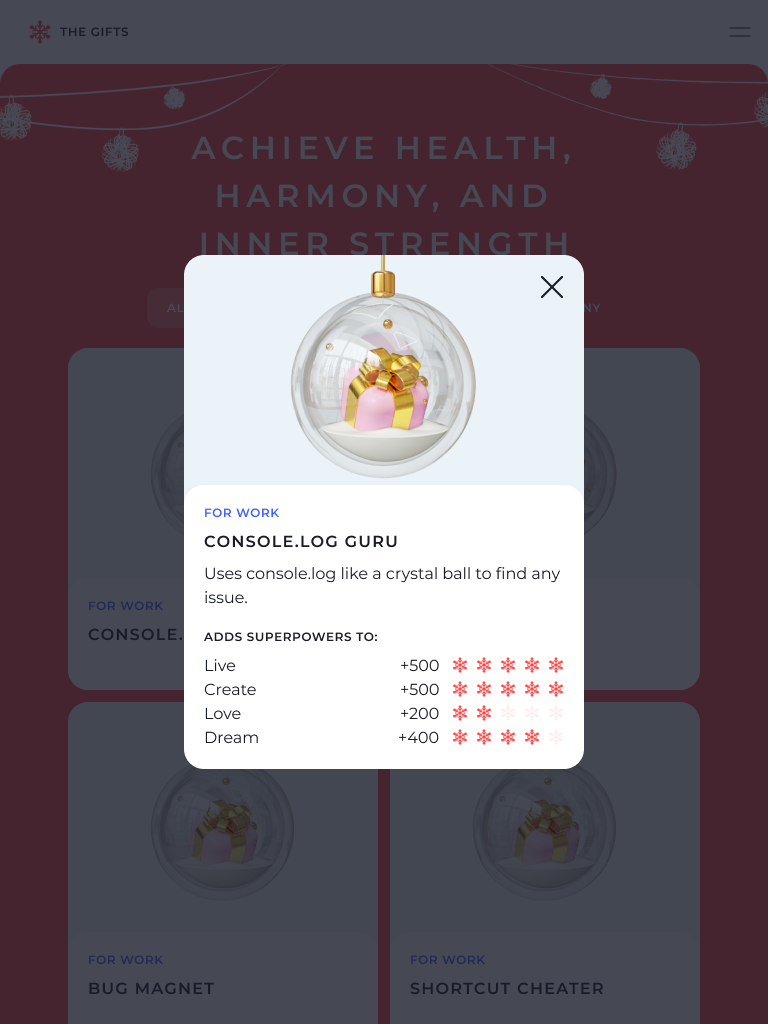 THE GIFTS
ACHIEVE HEALTH,
HARMONY, AND
INNER STRENGTH
FOR WORK
CONSOLE.LOG GURU
Uses console.log like a crystal ball to find any
issue.
ADDS SUPERPOWERS TO:
Live +500
Create +500
Love +200
Dream +400
FOR WORK
CONSOLE.
FOR WORK
BUG MAGNET
FOR WORK
SHORTCUT CHEATER